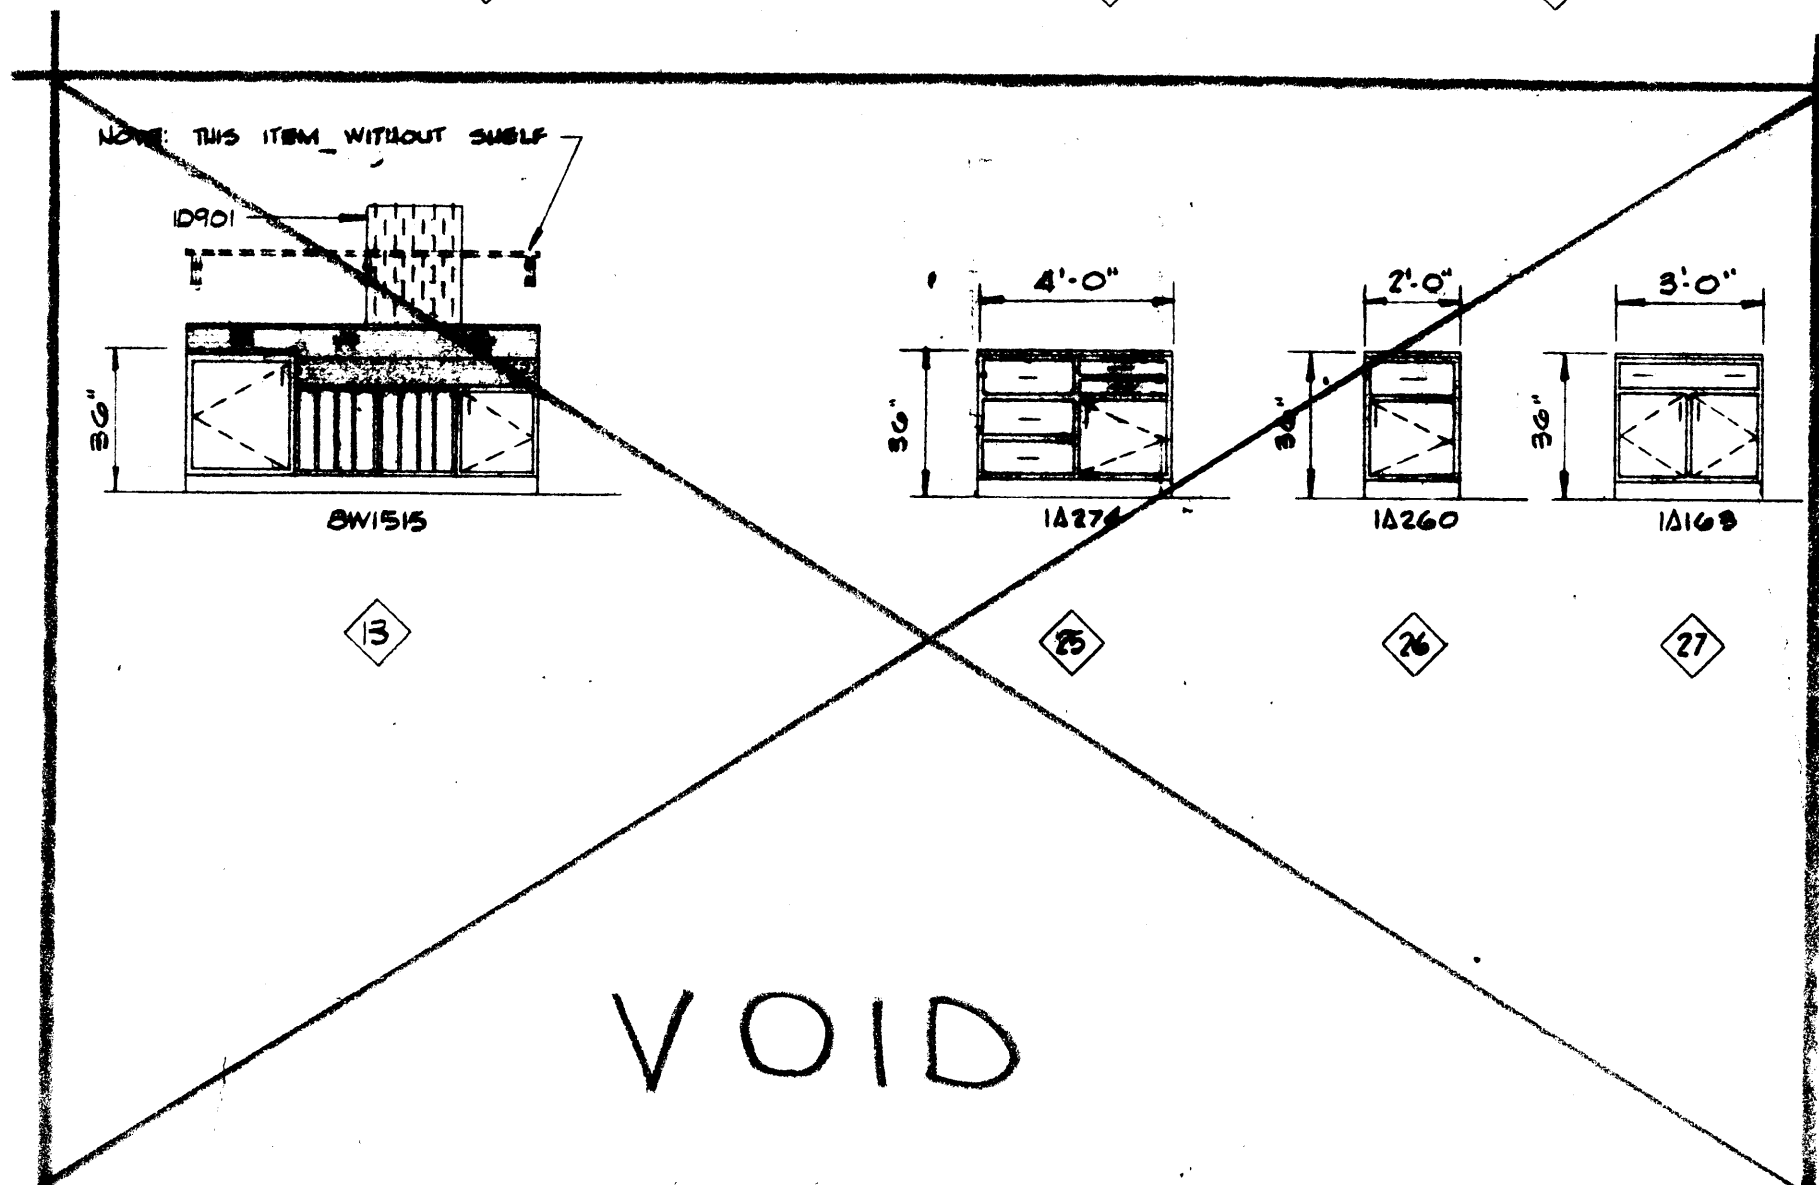 NOTE: THIS ITEM WITHOUT SHELF
1D901
4'-0"
2'-0"
3'-0"
36"
36"
36"
36"
8W1515
1A274
1A260
1A168
13
25
26
27
VOID